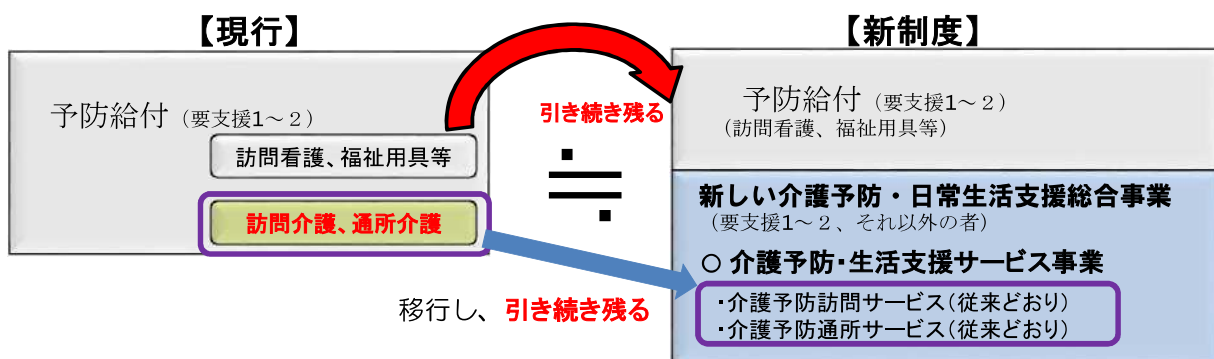 【現行】
予防給付（要支援1～２）
訪問看護、福祉用具等
訪問介護、通所介護
引き続き残る
≒
移行し、引き続き残る
【新制度】
予防給付（要支援1～２）
（訪問看護、福祉用具等）
新しい介護予防・日常生活支援総合事業
（要支援1～２、それ以外の者）
○ 介護予防・生活支援サービス事業
・介護予防訪問サービス（従来どおり）
・介護予防通所サービス（従来どおり）